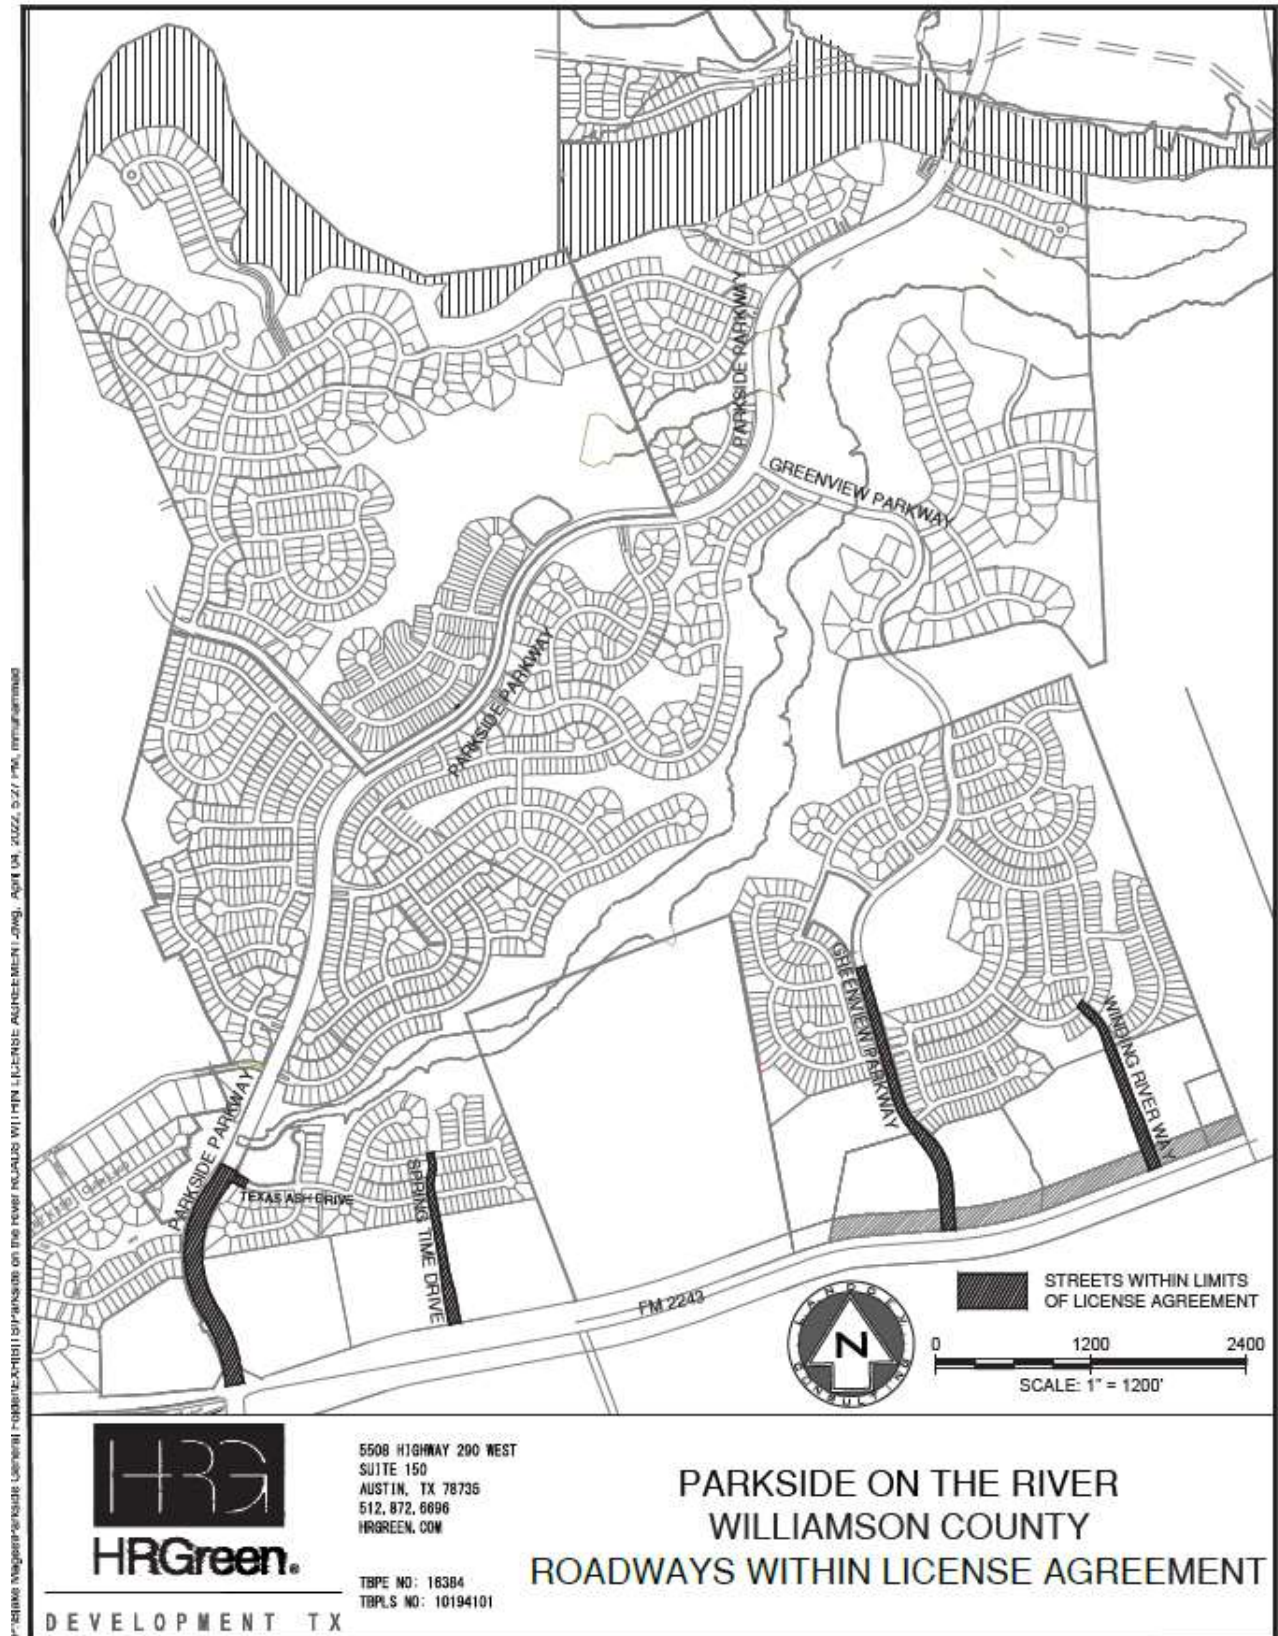 PARKSIDE PARKWAY
GREENVIEW PARKWAY
PARKSIDE PARKWAY
GREENVIEW PARKWAY
WINDING RIVER WAY
PARKSIDE PARKWAY
TEXAS ASH DRIVE
SPRING TIME DRIVE
FM 2243
LANDDEV
CONSULTING
N
STREETS WITHIN LIMITS
OF LICENSE AGREEMENT
0 1200 2400
SCALE: 1" = 1200'
HRG
HRGreen®
DEVELOPMENT TX
5508 HIGHWAY 290 WEST
SUITE 150
AUSTIN, TX 78735
512.872.6696
HRGREEN.COM
TBPE NO: 16384
TBPLS NO: 10194101
PARKSIDE ON THE RIVER
WILLIAMSON COUNTY
ROADWAYS WITHIN LICENSE AGREEMENT